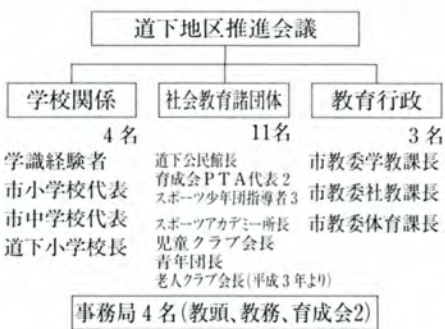 道下地区推進会議
学校関係
4名
学識経験者
市小学校代表
市中学校代表
道下小学校長
社会教育諸団体
11名
道下公民館長
育成会PTA代表2
スポーツ少年団指導者3
スポーツアカデミー所長
児童クラブ会長
青年団長
老人クラブ会長(平成3年より)
教育行政
3名
市教委学教課長
市教委社教課長
市教委体育課長
事務局4名(教頭、教務、育成会2)